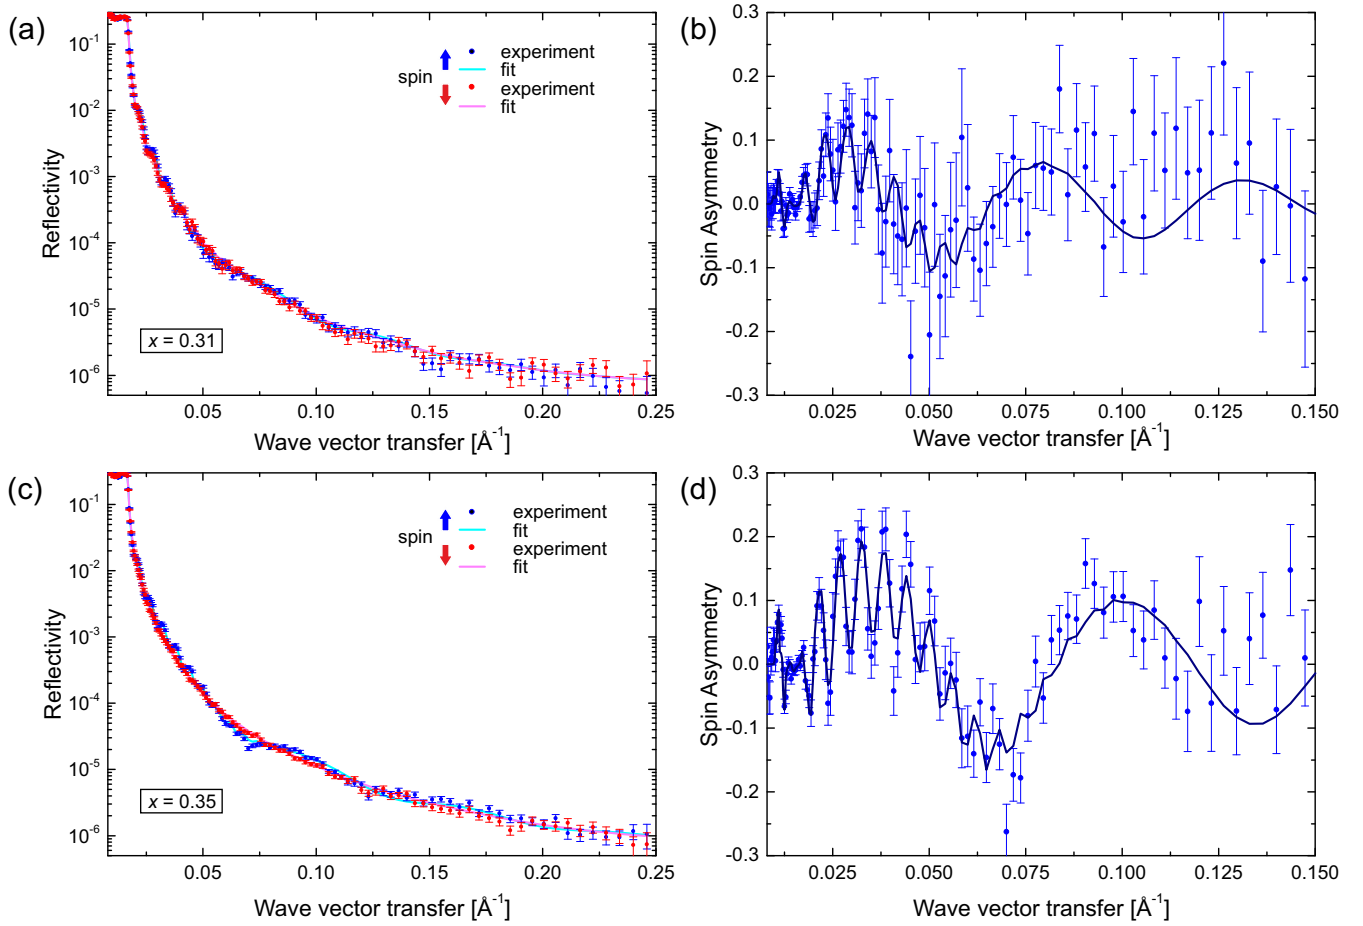 (a)
Reflectivity
10⁻¹
10⁻²
10⁻³
10⁻⁴
10⁻⁵
10⁻⁶
spin
experiment
fit
experiment
fit
x = 0.31
0.05 0.10 0.15 0.20 0.25
Wave vector transfer [Å⁻¹]
(b)
Spin Asymmetry
0.3
0.2
0.1
0.0
-0.1
-0.2
-0.3
0.025 0.050 0.075 0.100 0.125 0.150
Wave vector transfer [Å⁻¹]
(c)
Reflectivity
10⁻¹
10⁻²
10⁻³
10⁻⁴
10⁻⁵
10⁻⁶
spin
experiment
fit
experiment
fit
x = 0.35
0.05 0.10 0.15 0.20 0.25
Wave vector transfer [Å⁻¹]
(d)
Spin Asymmetry
0.3
0.2
0.1
0.0
-0.1
-0.2
-0.3
0.025 0.050 0.075 0.100 0.125 0.150
Wave vector transfer [Å⁻¹]